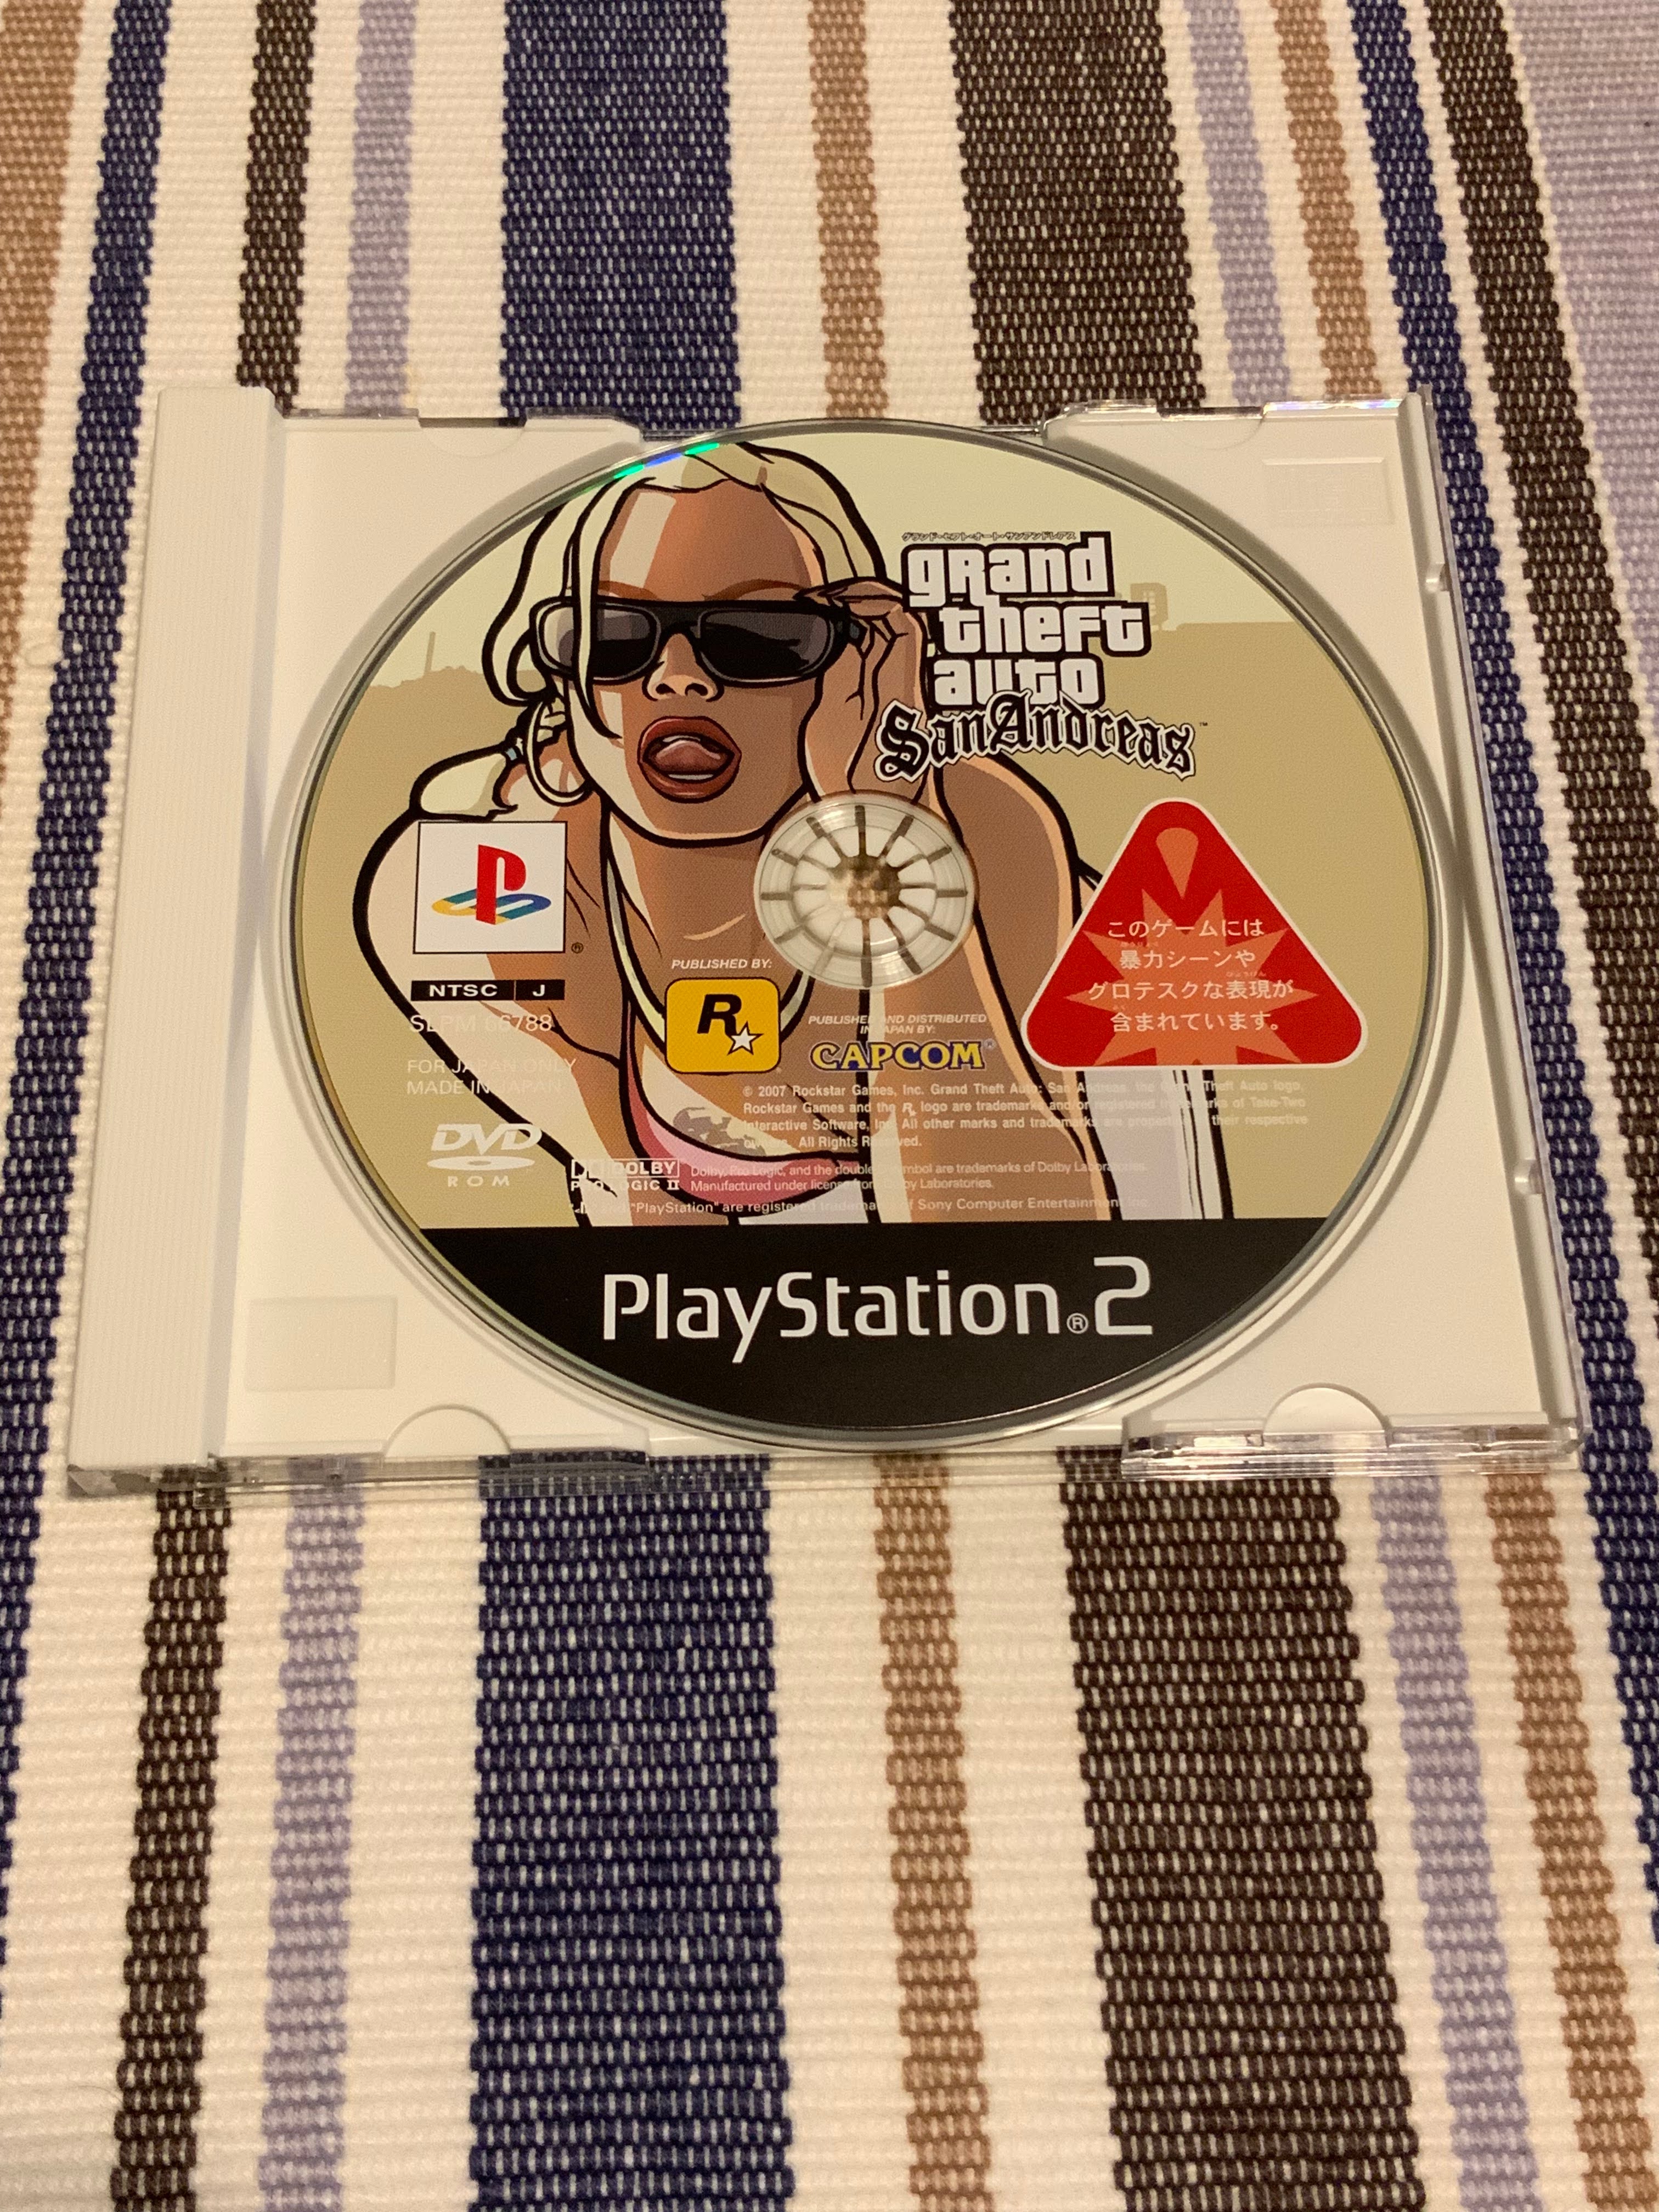 グランド・セフト・オート・サンアンドレアス
grand
theft
auto
San Andreas™
このゲームには
暴力シーンや
グロテスクな表現が
含まれています。
®
NTSC J
SLPM 66788
FOR JAPAN ONLY
MADE IN JAPAN
DVD
ROM
PUBLISHED BY:
R
PUBLISHED AND DISTRIBUTED
IN JAPAN BY:
CAPCOM®
© 2007 Rockstar Games, Inc. Grand Theft Auto: San Andreas, the Grand Theft Auto logo,
Rockstar Games and the R logo are trademarks and/or registered trademarks of Take-Two
Interactive Software, Inc. All other marks and trademarks are properties of their respective
owners. All Rights Reserved.
DOLBY
PRO LOGIC II
Dolby, Pro Logic, and the double-D symbol are trademarks of Dolby Laboratories.
Manufactured under license from Dolby Laboratories.
and "PlayStation" are registered trademarks of Sony Computer Entertainment Inc.
PlayStation®2